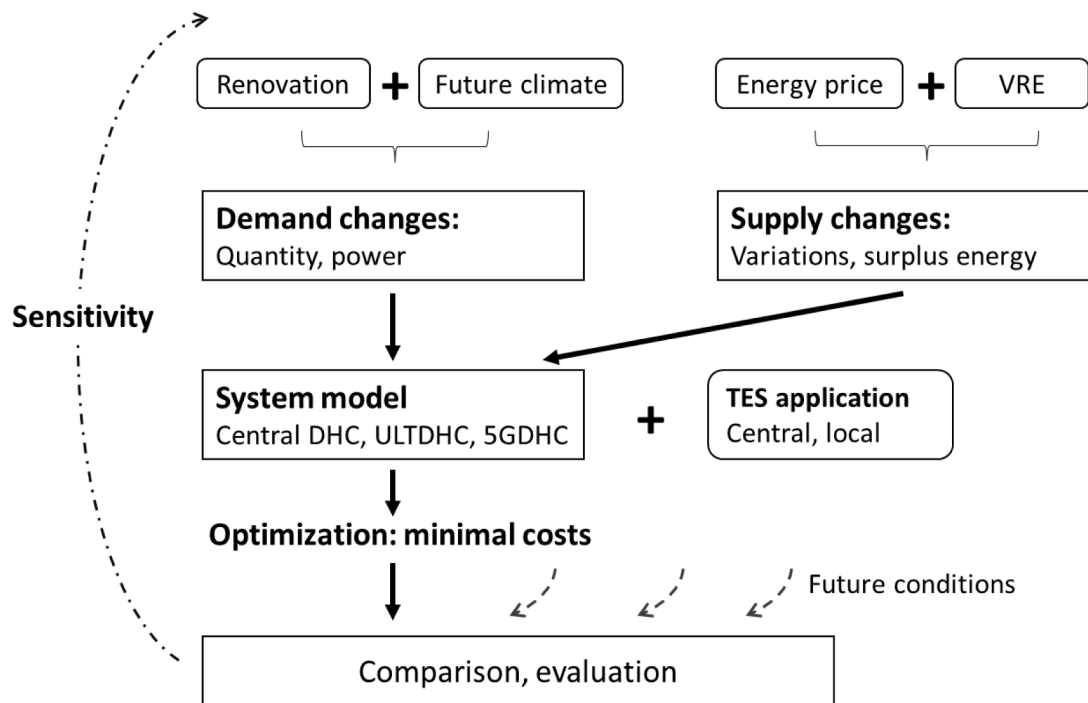 Renovation + Future climate
Energy price + VRE
Demand changes:
Quantity, power
Supply changes:
Variations, surplus energy
Sensitivity
System model
Central DHC, ULTDHC, 5GDHC
+
TES application
Central, local
Optimization: minimal costs
Future conditions
Comparison, evaluation